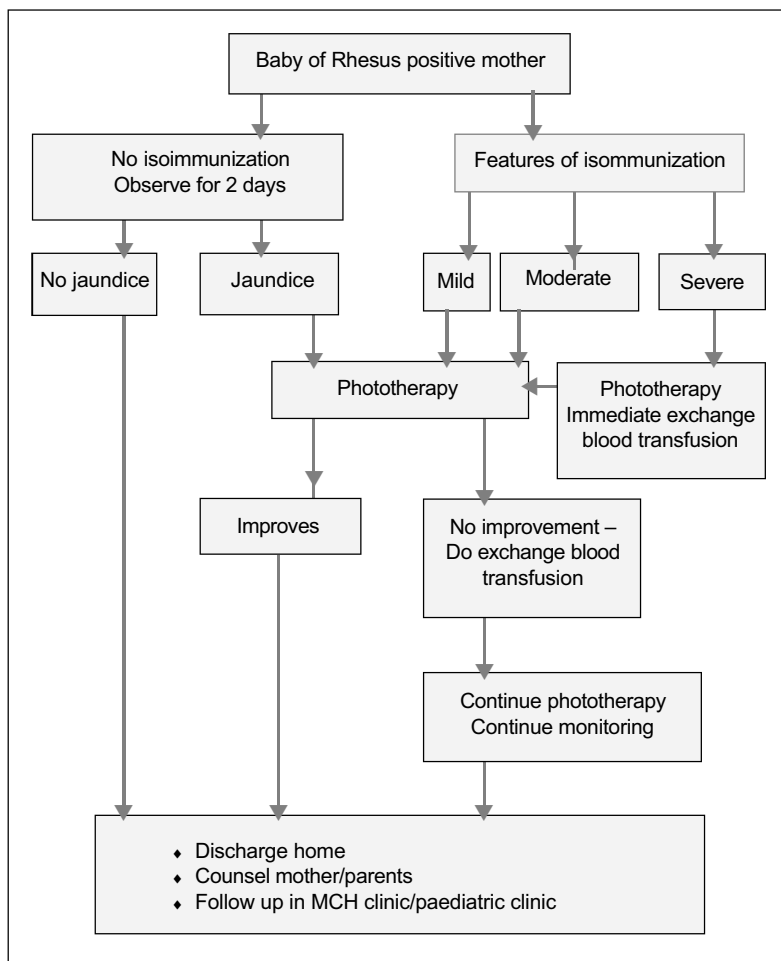 Baby of Rhesus positive mother
No isoimmunization
Observe for 2 days
Features of isommunization
No jaundice
Jaundice
Mild
Moderate
Severe
Phototherapy
Phototherapy
Immediate exchange
blood transfusion
Improves
No improvement –
Do exchange blood
transfusion
Continue phototherapy
Continue monitoring
♦ Discharge home
♦ Counsel mother/parents
♦ Follow up in MCH clinic/paediatric clinic